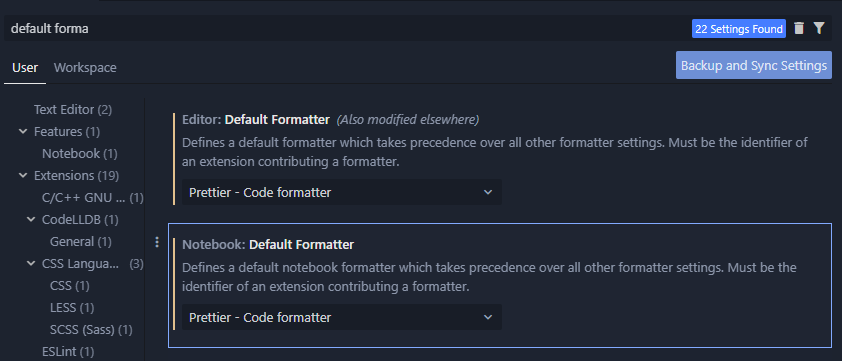 default forma
22 Settings Found
User
Workspace
Backup and Sync Settings
Text Editor (2)
Features (1)
Notebook (1)
Extensions (19)
C/C++ GNU ... (1)
CodeLLDB (1)
General (1)
CSS Langua... (3)
CSS (1)
LESS (1)
SCSS (Sass) (1)
ESLint (1)
Editor: Default Formatter (Also modified elsewhere)
Defines a default formatter which takes precedence over all other formatter settings. Must be the identifier of
an extension contributing a formatter.
Prettier - Code formatter
Notebook: Default Formatter
Defines a default notebook formatter which takes precedence over all other formatter settings. Must be the
identifier of an extension contributing a formatter.
Prettier - Code formatter